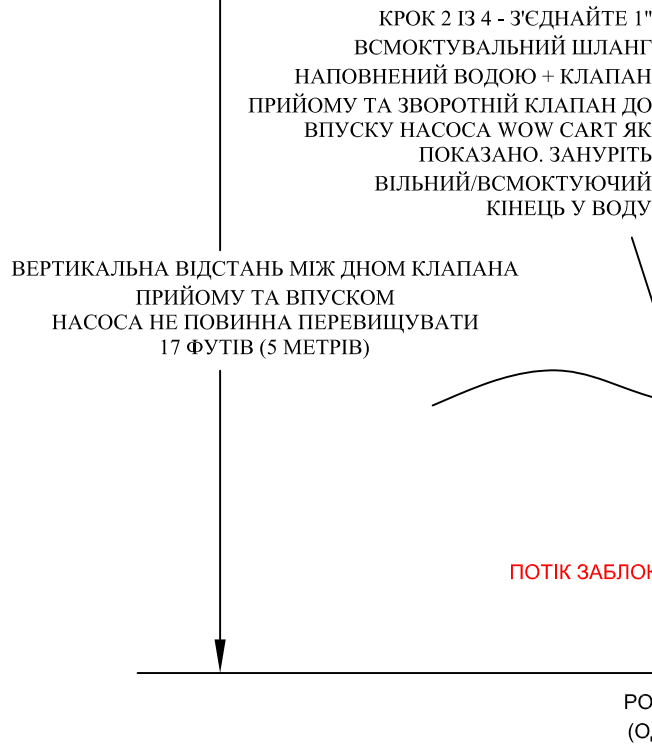 КРОК 2 ІЗ 4 - З'ЄДНАЙТЕ 1"
ВСМОКТУВАЛЬНИЙ ШЛАНГ
НАПОВНЕНИЙ ВОДОЮ + КЛАПАН
ПРИЙОМУ ТА ЗВОРОТНІЙ КЛАПАН ДО
ВПУСКУ НАСОСА WOW CART ЯК
ПОКАЗАНО. ЗАНУРІТЬ
ВІЛЬНИЙ/ВСМОКТУЮЧИЙ
КІНЕЦЬ У ВОДУ
ВЕРТИКАЛЬНА ВІДСТАНЬ МІЖ ДНОМ КЛАПАНА
ПРИЙОМУ ТА ВПУСКОМ
НАСОСА НЕ ПОВИННА ПЕРЕВИЩУВАТИ
17 ФУТІВ (5 МЕТРІВ)
ПОТІК